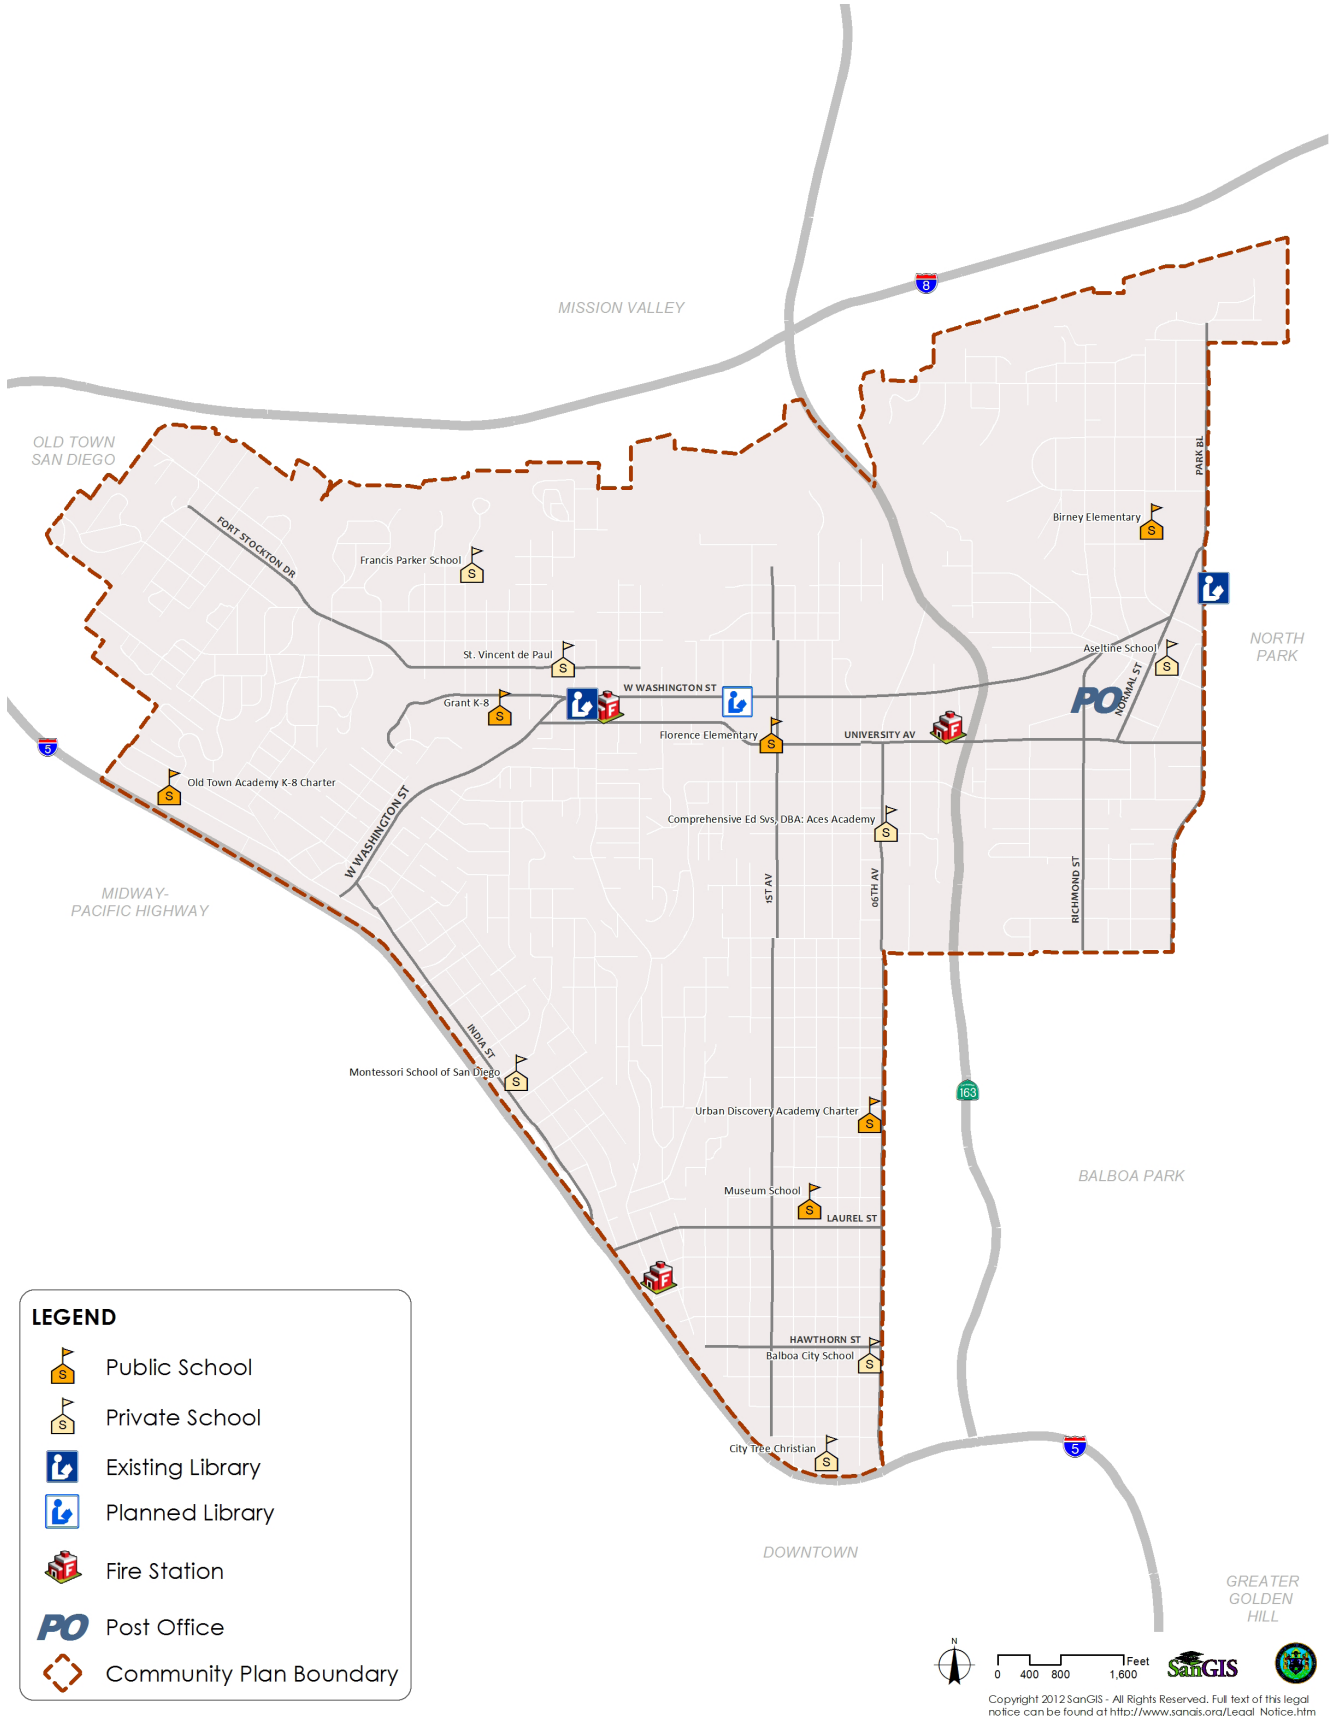 8
MISSION VALLEY
OLD TOWN
SAN DIEGO
PARK BL
FORT STOCKTON DR
Birney Elementary
Francis Parker School
NORTH
PARK
Aseltine School
St. Vincent de Paul
W WASHINGTON ST
NORMAL ST
PO
Grant K-8
Florence Elementary
UNIVERSITY AV
5
Old Town Academy K-8 Charter
W WASHINGTON ST
Comprehensive Ed Svs, DBA: Aces Academy
1ST AV
06TH AV
RICHMOND ST
MIDWAY-
PACIFIC HIGHWAY
INDIA ST
Montessori School of San Diego
163
Urban Discovery Academy Charter
BALBOA PARK
Museum School
LAUREL ST
HAWTHORN ST
Balboa City School
City Tree Christian
5
DOWNTOWN
GREATER
GOLDEN
HILL
LEGEND
S Public School
S Private School
Existing Library
Planned Library
F Fire Station
PO Post Office
Community Plan Boundary
N
Feet
0 400 800 1,600
SanGIS
Copyright 2012 SanGIS - All Rights Reserved. Full text of this legal
notice can be found at http://www.sangis.org/Legal_Notice.htm